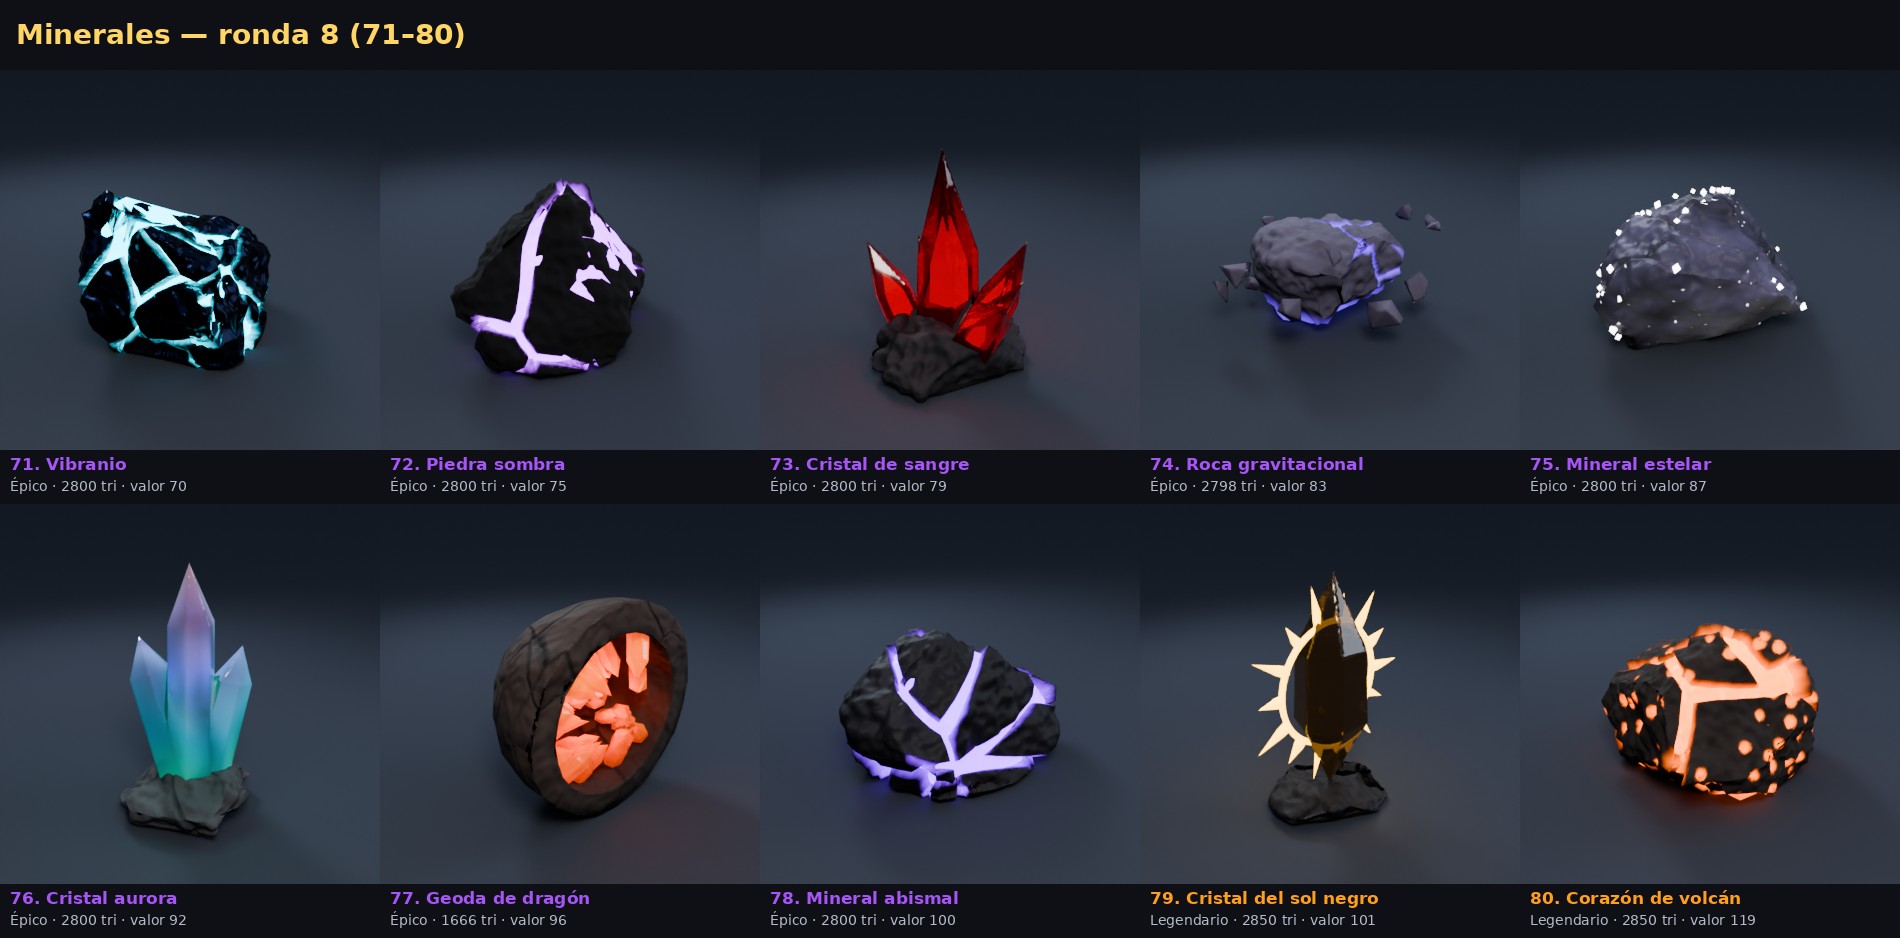 Minerales — ronda 8 (71–80)
71. Vibranio
Épico · 2800 tri · valor 70
72. Piedra sombra
Épico · 2800 tri · valor 75
73. Cristal de sangre
Épico · 2800 tri · valor 79
74. Roca gravitacional
Épico · 2798 tri · valor 83
75. Mineral estelar
Épico · 2800 tri · valor 87
76. Cristal aurora
Épico · 2800 tri · valor 92
77. Geoda de dragón
Épico · 1666 tri · valor 96
78. Mineral abismal
Épico · 2800 tri · valor 100
79. Cristal del sol negro
Legendario · 2850 tri · valor 101
80. Corazón de volcán
Legendario · 2850 tri · valor 119